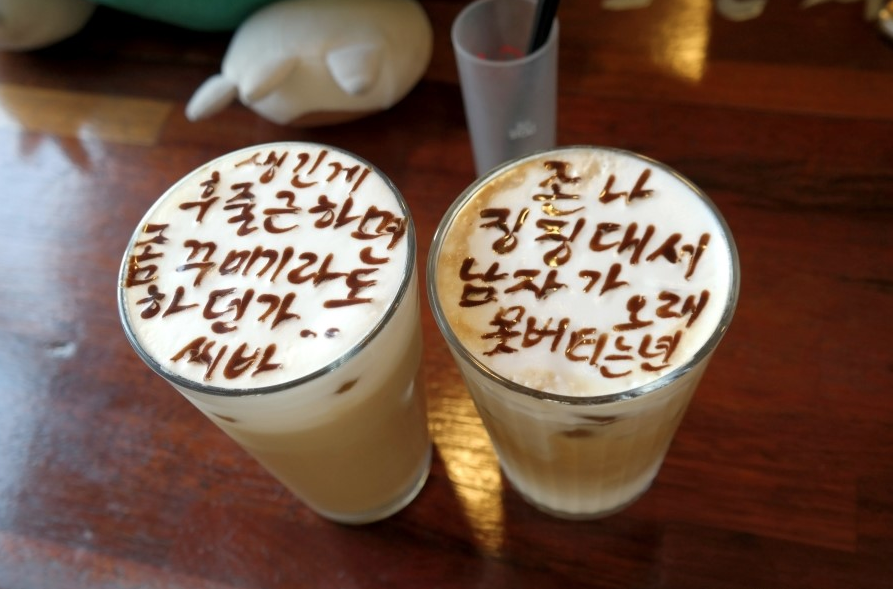 생긴게
후줄근하면
좀 꾸미기라도
하던가..
씨바
존나
징징대서
남자가 오래
못버티는년